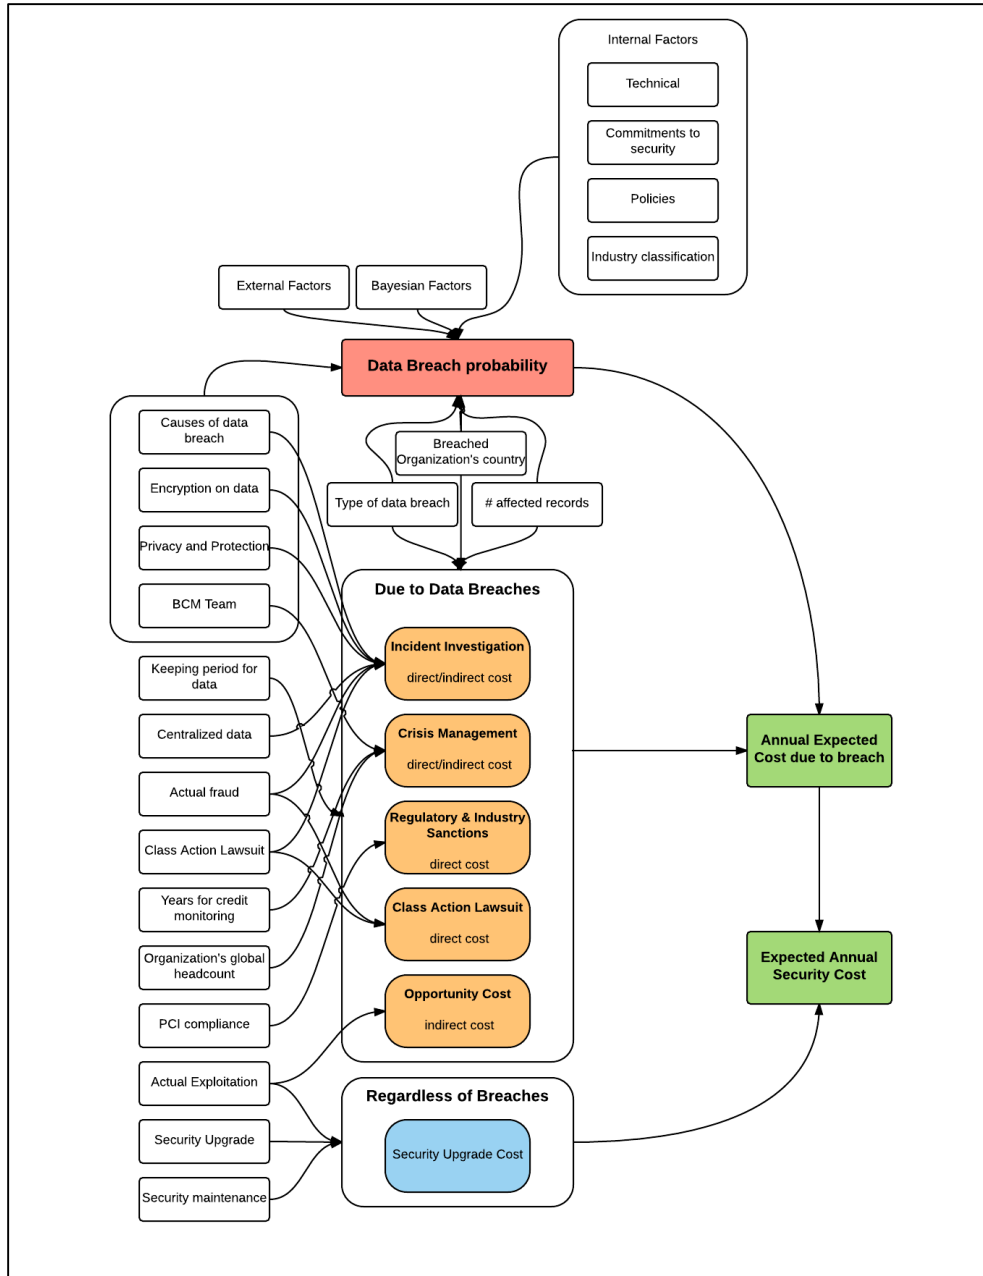 Internal Factors
Technical
Commitments to
security
Policies
Industry classification
External Factors
Bayesian Factors
Data Breach probability
Causes of data
breach
Encryption on data
Privacy and Protection
BCM Team
Breached
Organization's country
Type of data breach
# affected records
Keeping period for
data
Centralized data
Actual fraud
Class Action Lawsuit
Years for credit
monitoring
Organization's global
headcount
PCI compliance
Actual Exploitation
Security Upgrade
Security maintenance
Due to Data Breaches
Incident Investigation
direct/indirect cost
Crisis Management
direct/indirect cost
Regulatory & Industry
Sanctions
direct cost
Class Action Lawsuit
direct cost
Opportunity Cost
indirect cost
Regardless of Breaches
Security Upgrade Cost
Annual Expected
Cost due to breach
Expected Annual
Security Cost